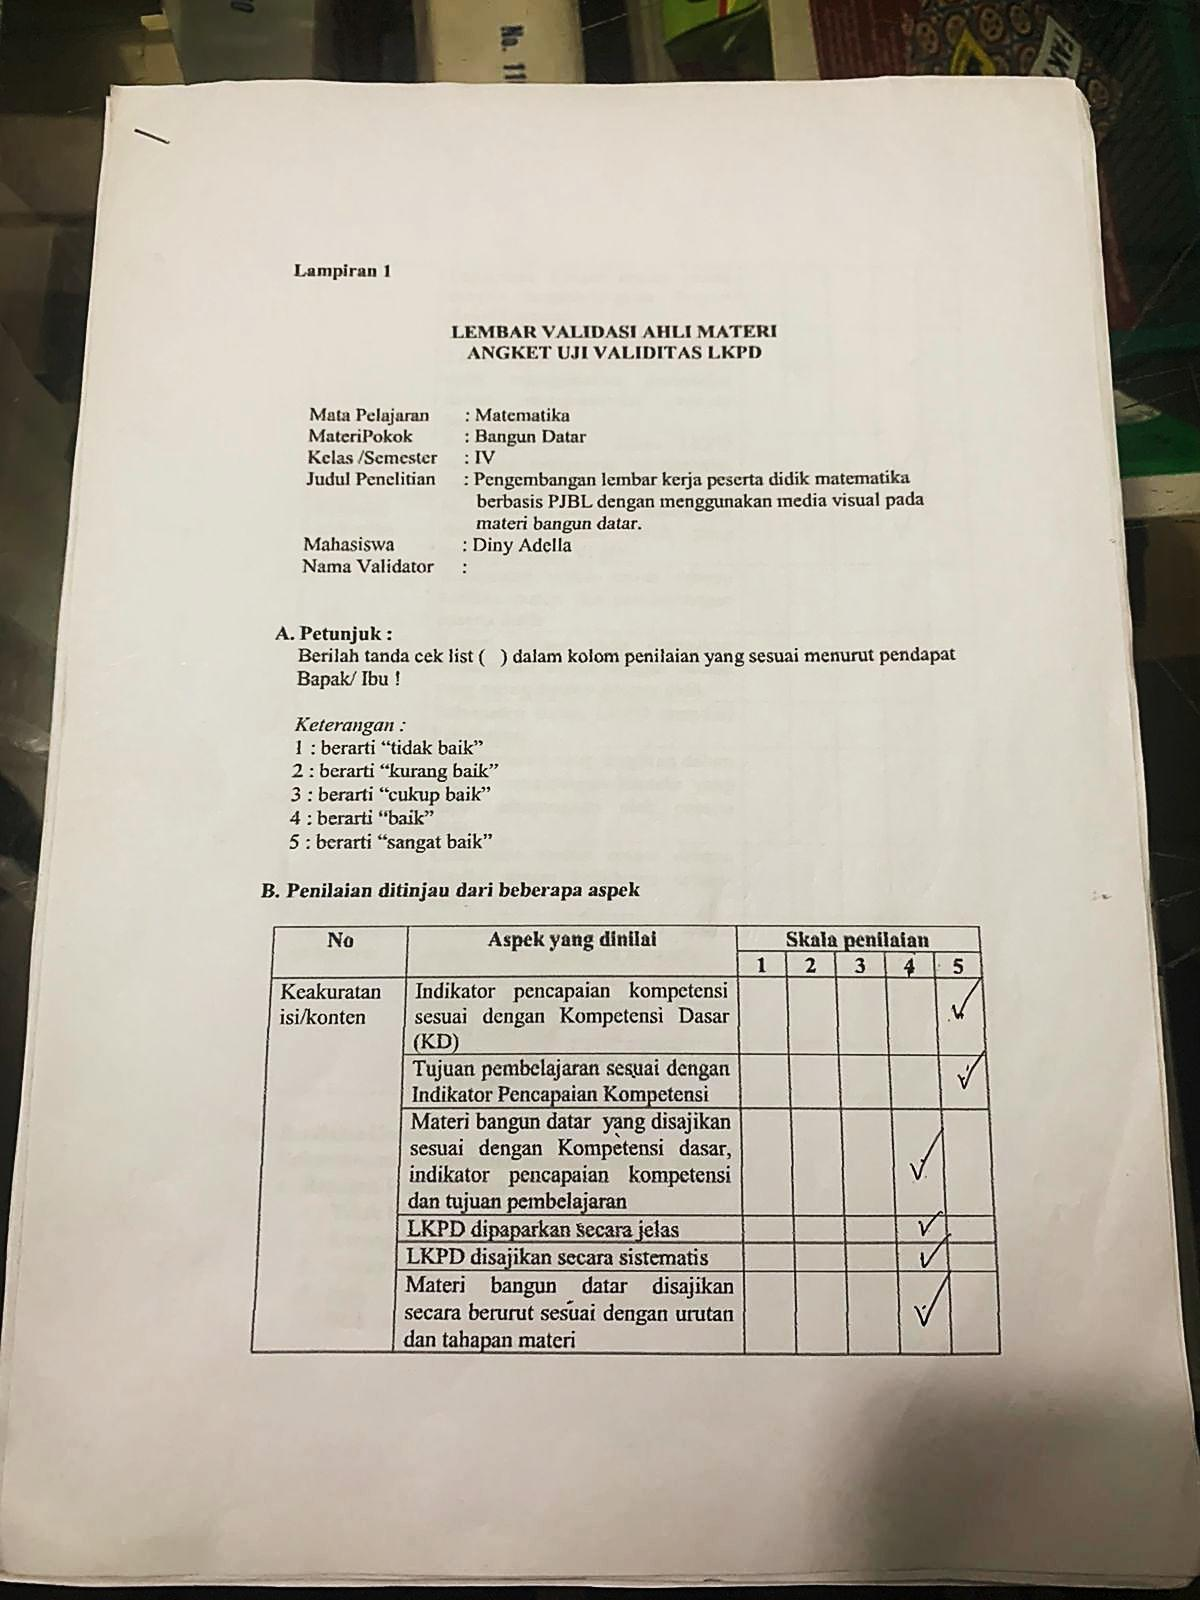 No. 11
Lampiran 1
LEMBAR VALIDASI AHLI MATERI
ANGKET UJI VALIDITAS LKPD
Mata Pelajaran : Matematika
MateriPokok : Bangun Datar
Kelas /Semester : IV
Judul Penelitian : Pengembangan lembar kerja peserta didik matematika
berbasis PJBL dengan menggunakan media visual pada
materi bangun datar.
Mahasiswa : Diny Adella
Nama Validator :
A. Petunjuk :
Berilah tanda cek list ( ) dalam kolom penilaian yang sesuai menurut pendapat
Bapak/ Ibu !
Keterangan :
1 : berarti “tidak baik”
2 : berarti “kurang baik”
3 : berarti “cukup baik”
4 : berarti “baik”
5 : berarti “sangat baik”
B. Penilaian ditinjau dari beberapa aspek
No Aspek yang dinilai Skala penilaian
1 2 3 4 5
Keakuratan Indikator pencapaian kompetensi
isi/konten sesuai dengan Kompetensi Dasar
(KD) ✓
Tujuan pembelajaran sesuai dengan
Indikator Pencapaian Kompetensi ✓
Materi bangun datar yang disajikan
sesuai dengan Kompetensi dasar,
indikator pencapaian kompetensi
dan tujuan pembelajaran ✓
LKPD dipaparkan secara jelas ✓
LKPD disajikan secara sistematis ✓
Materi bangun datar disajikan
secara berurut sesuai dengan urutan
dan tahapan materi ✓